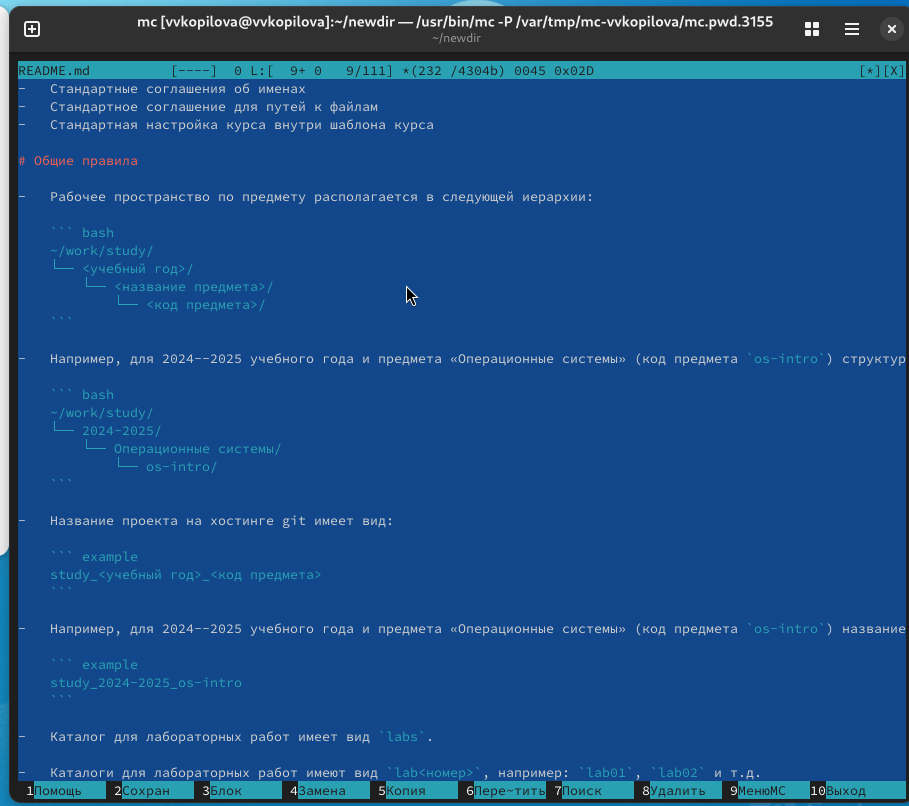 mc [vvkopilova@vvkopilova]:~/newdir — /usr/bin/mc -P /var/tmp/mc-vvkopilova/mc.pwd.3155
~/newdir
README.md [----] 0 L:[ 9+ 0 9/111] *(232 /4304b) 0045 0x02D [*][X]
- Стандартные соглашения об именах
- Стандартное соглашение для путей к файлам
- Стандартная настройка курса внутри шаблона курса
# Общие правила
- Рабочее пространство по предмету располагается в следующей иерархии:
``` bash
~/work/study/
└── <учебный год>/
└── <название предмета>/
└── <код предмета>/
```
- Например, для 2024--2025 учебного года и предмета «Операционные системы» (код предмета `os-intro`) структур
``` bash
~/work/study/
└── 2024-2025/
└── Операционные системы/
└── os-intro/
```
- Название проекта на хостинге git имеет вид:
``` example
study_<учебный год>_<код предмета>
```
- Например, для 2024--2025 учебного года и предмета «Операционные системы» (код предмета `os-intro`) название
``` example
study_2024-2025_os-intro
```
- Каталог для лабораторных работ имеет вид `labs`.
- Каталоги для лабораторных работ имеют вид `lab<номер>`, например: `lab01`, `lab02` и т.д.
1Помощь 2Сохран 3Блок 4Замена 5Копия 6Пере~тить 7Поиск 8Удалить 9МенюMC 10Выход